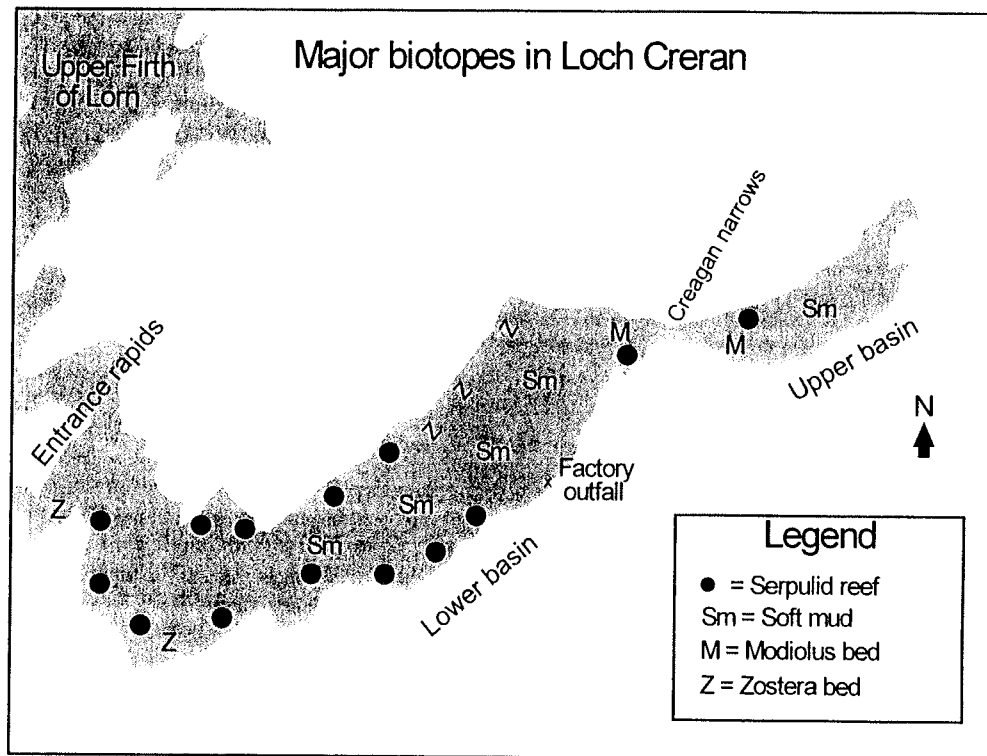 Major biotopes in Loch Creran
Upper Firth
of Lorn
Creagan narrows
Entrance rapids
Z
Z
Z
Z
Z
M
M
Sm
Sm
Sm
Sm
Sm
Upper basin
N
Factory
outfall
x
Lower basin
Legend
● = Serpulid reef
Sm = Soft mud
M = Modiolus bed
Z = Zostera bed